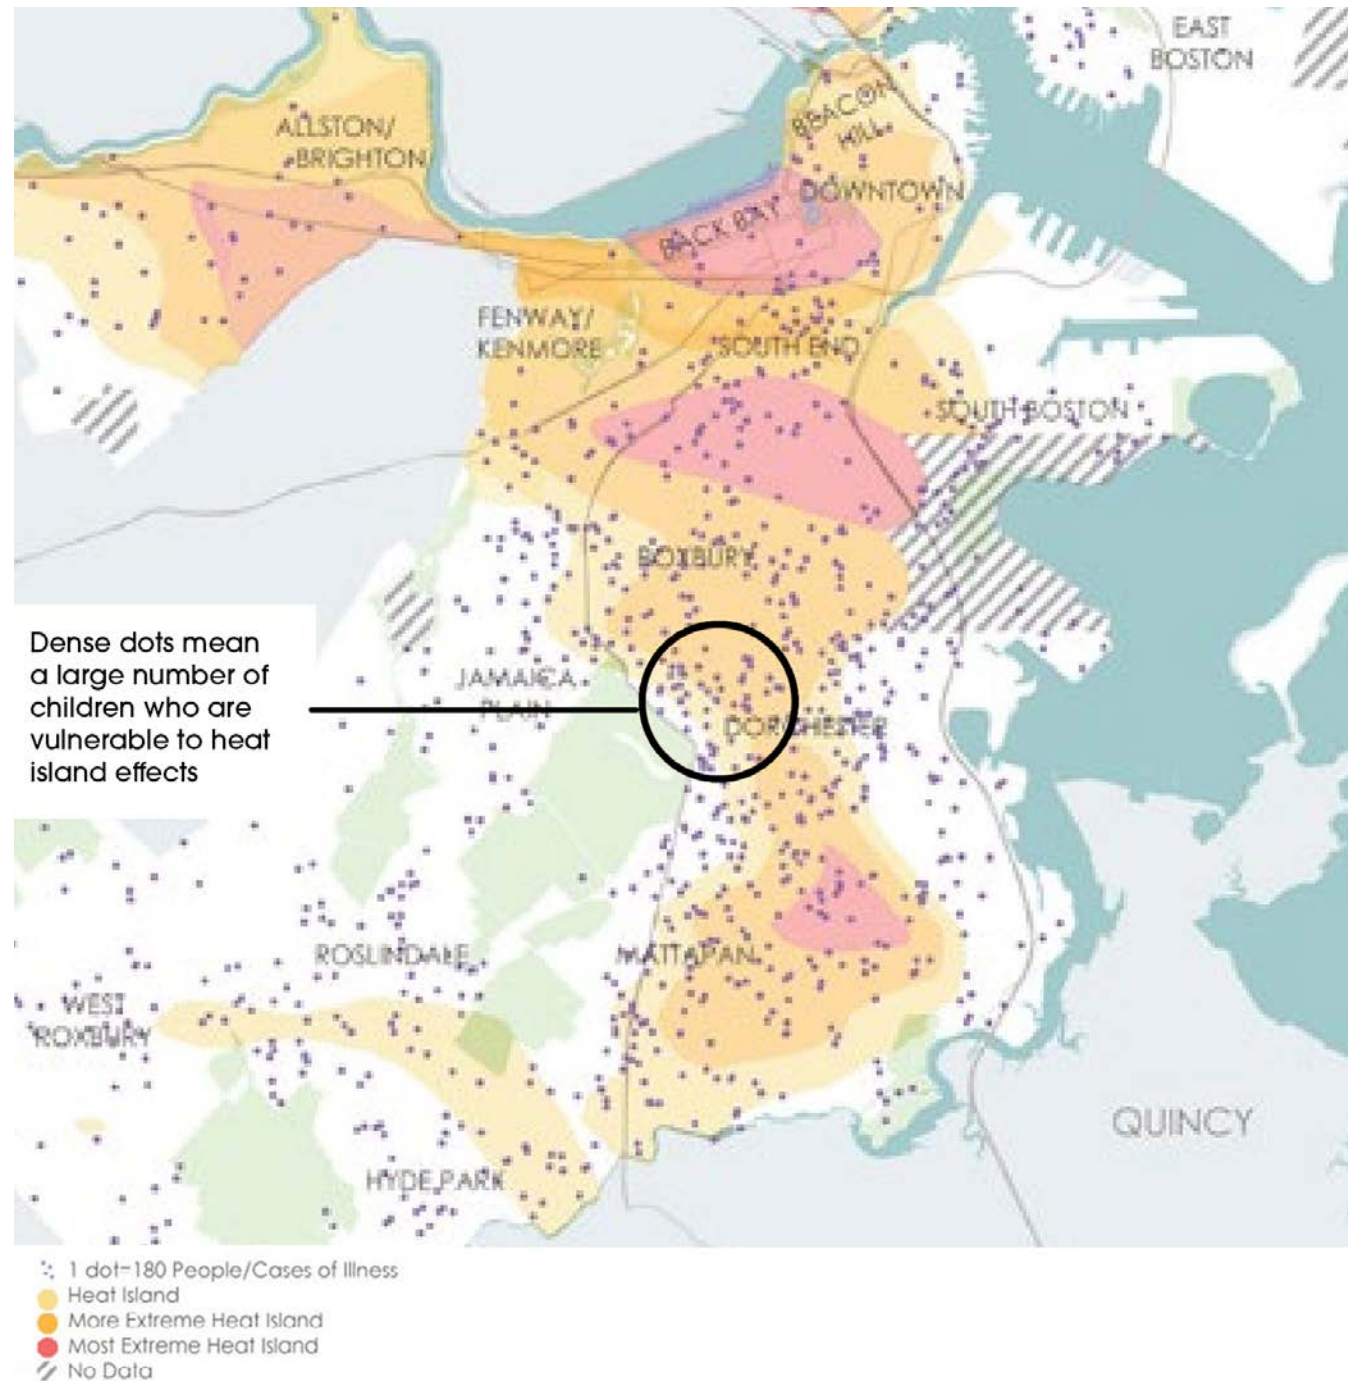 EAST
BOSTON
BEACON
HILL
ALLSTON/
BRIGHTON
DOWNTOWN
BACK BAY
FENWAY/
KENMORE
SOUTH END
SOUTH BOSTON
ROXBURY
Dense dots mean
a large number of
children who are
vulnerable to heat
island effects
JAMAICA
PLAIN
DORCHESTER
ROSLINDALE
MATTAPAN
WEST
ROXBURY
QUINCY
HYDE PARK
1 dot=180 People/Cases of Illness
Heat Island
More Extreme Heat Island
Most Extreme Heat Island
No Data